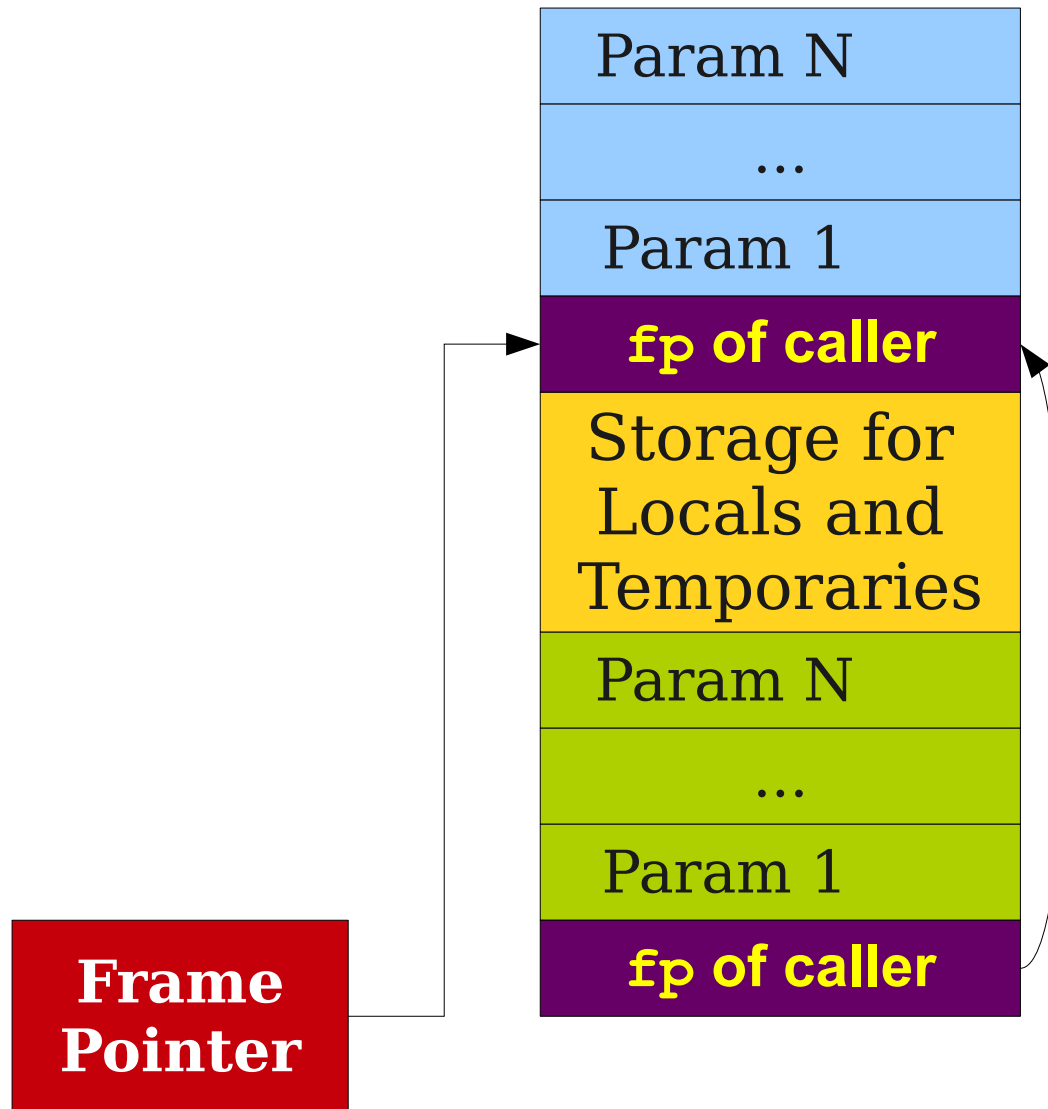 Param N
...
Param 1
fp of caller
Storage for
Locals and
Temporaries
Param N
...
Param 1
fp of caller
Frame
Pointer